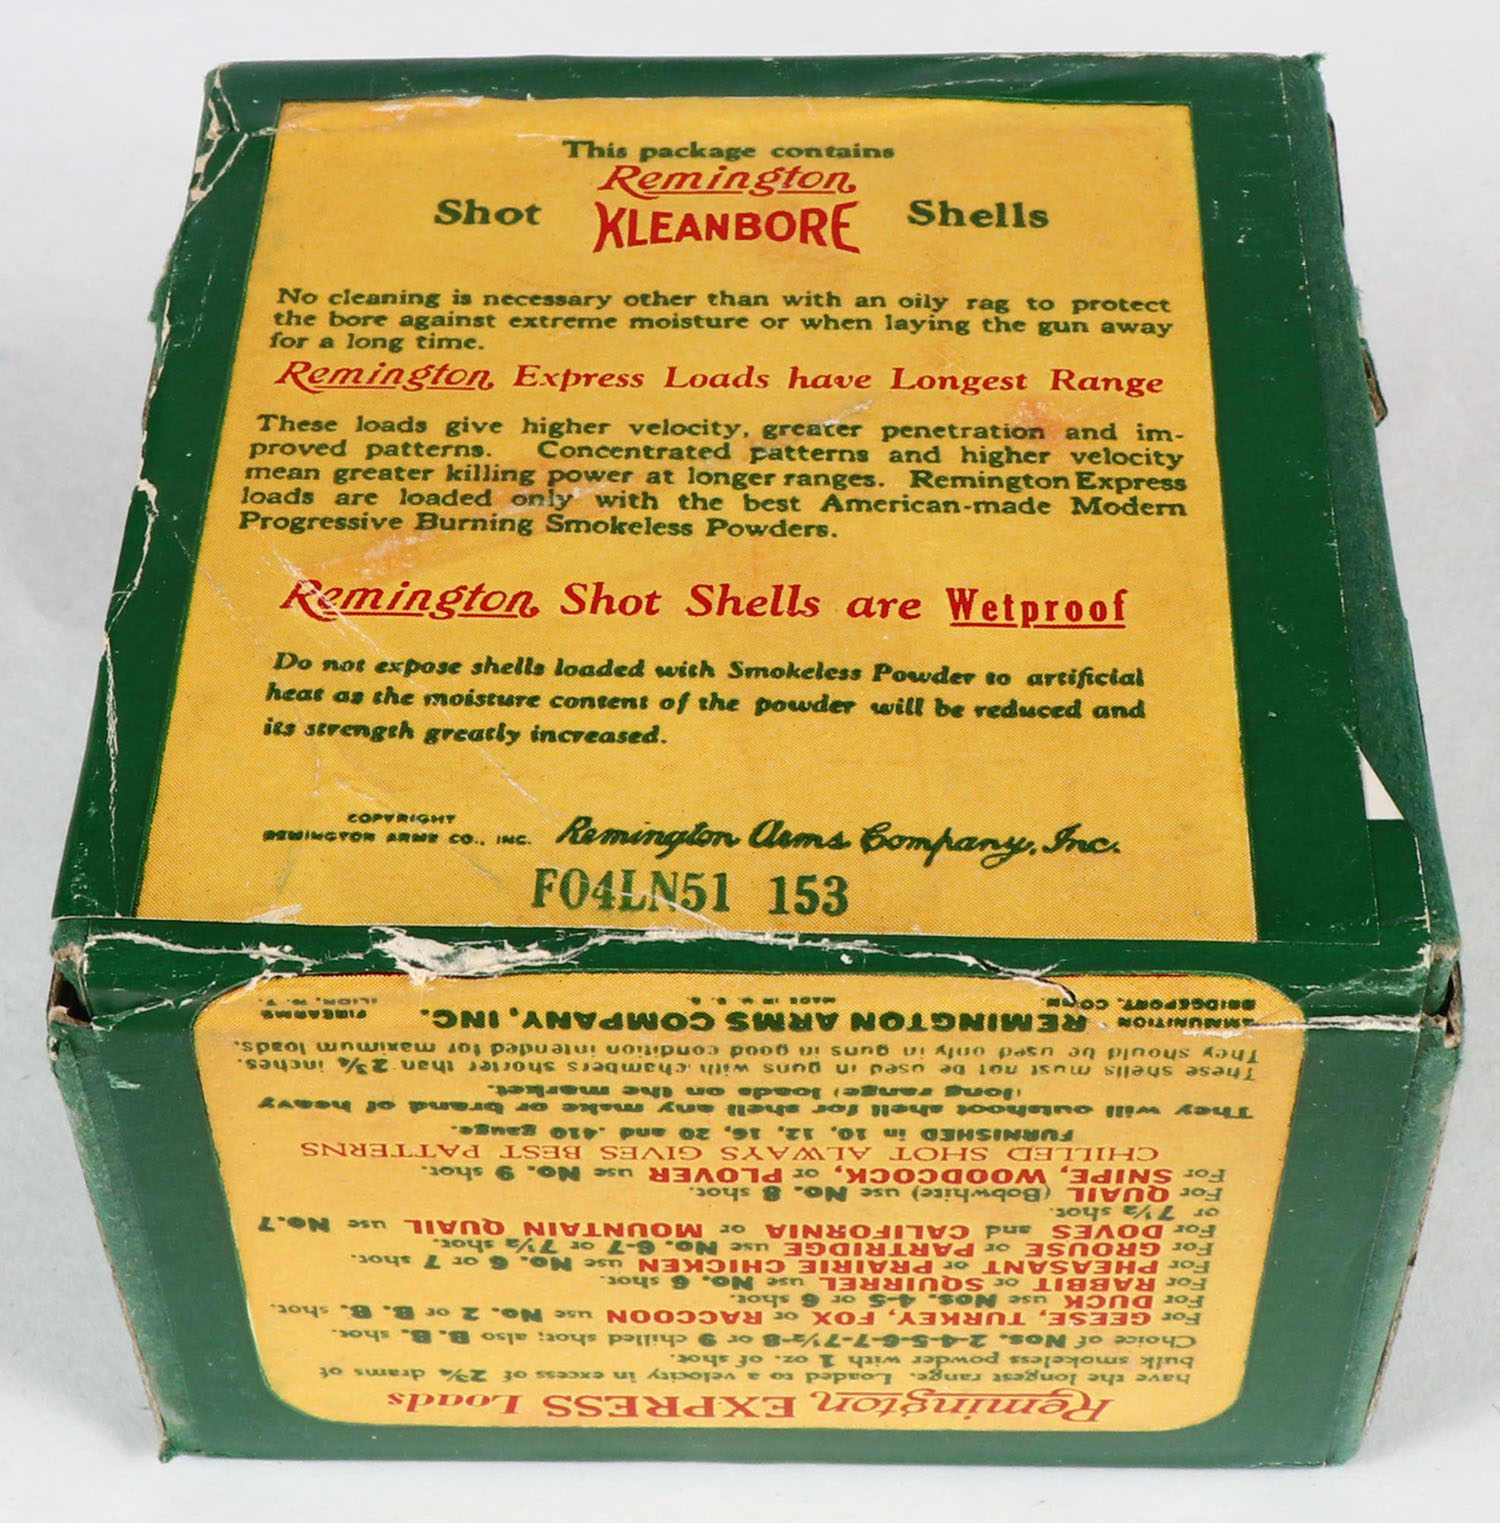 This package contains
Remington
Shot KLEANBORE Shells
No cleaning is necessary other than with an oily rag to protect
the bore against extreme moisture or when laying the gun away
for a long time.
Remington Express Loads have Longest Range
These loads give higher velocity, greater penetration and im-
proved patterns. Concentrated patterns and higher velocity
mean greater killing power at longer ranges. Remington Express
loads are loaded only with the best American-made Modern
Progressive Burning Smokeless Powders.
Remington Shot Shells are Wetproof
Do not expose shells loaded with Smokeless Powder to artificial
heat as the moisture content of the powder will be reduced and
its strength greatly increased.
COPYRIGHT
REMINGTON ARMS CO., INC. Remington Arms Company, Inc.
F04LN51 153
Remington EXPRESS Loads
have the longest range. Loaded to a velocity in excess of 2¾ drams of
bulk smokeless powder with 1 oz. of shot.
Choice of Nos. 2-4-5-6-7-7½-8 or 9 chilled shot; also B. B. shot.
For GEESE, TURKEY, FOX, or RACCOON use No. 2 or B. B. shot.
For DUCK use Nos. 4-5 or 6 shot.
For RABBIT or SQUIRREL use No. 6 shot.
For PHEASANT or PRAIRIE CHICKEN use No. 6 or 7 shot.
For GROUSE or PARTRIDGE use No. 6-7 or 7½ shot.
For DOVES and CALIFORNIA or MOUNTAIN QUAIL use No. 7
or 7½ shot.
For QUAIL (Bobwhite) use No. 8 shot.
For SNIPE, WOODCOCK, or PLOVER use No. 9 shot.
CHILLED SHOT ALWAYS GIVES BEST PATTERNS
FURNISHED in 10, 12, 16, 20 and .410 gauge.
They will outshoot shell for shell any make or brand of heavy
(long range) loads on the market.
These shells must not be used in guns with chambers shorter than 2¾ inches.
They should be used only in guns in good condition intended for maximum loads.
AMMUNITION REMINGTON ARMS COMPANY, INC. FIREARMS
BRIDGEPORT, CONN. MADE IN U. S. A. ILION, N. Y.